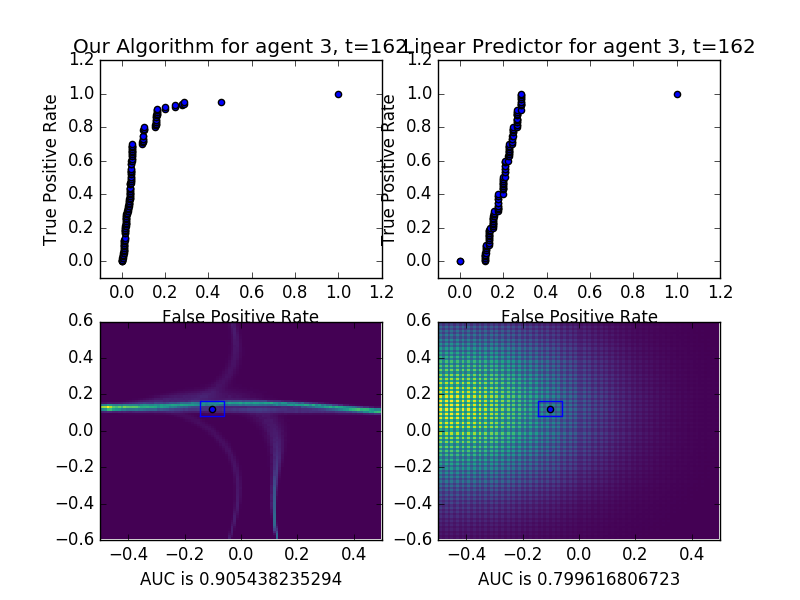 Our Algorithm for agent 3, t=162
Linear Predictor for agent 3, t=162
1.2
1.0
0.8
0.6
0.4
0.2
0.0
True Positive Rate
0.0 0.2 0.4 0.6 0.8 1.0 1.2
False Positive Rate
1.2
1.0
0.8
0.6
0.4
0.2
0.0
True Positive Rate
0.0 0.2 0.4 0.6 0.8 1.0 1.2
False Positive Rate
0.6
0.4
0.2
0.0
−0.2
−0.4
−0.6
−0.4 −0.2 0.0 0.2 0.4
AUC is 0.905438235294
0.6
0.4
0.2
0.0
−0.2
−0.4
−0.6
−0.4 −0.2 0.0 0.2 0.4
AUC is 0.799616806723